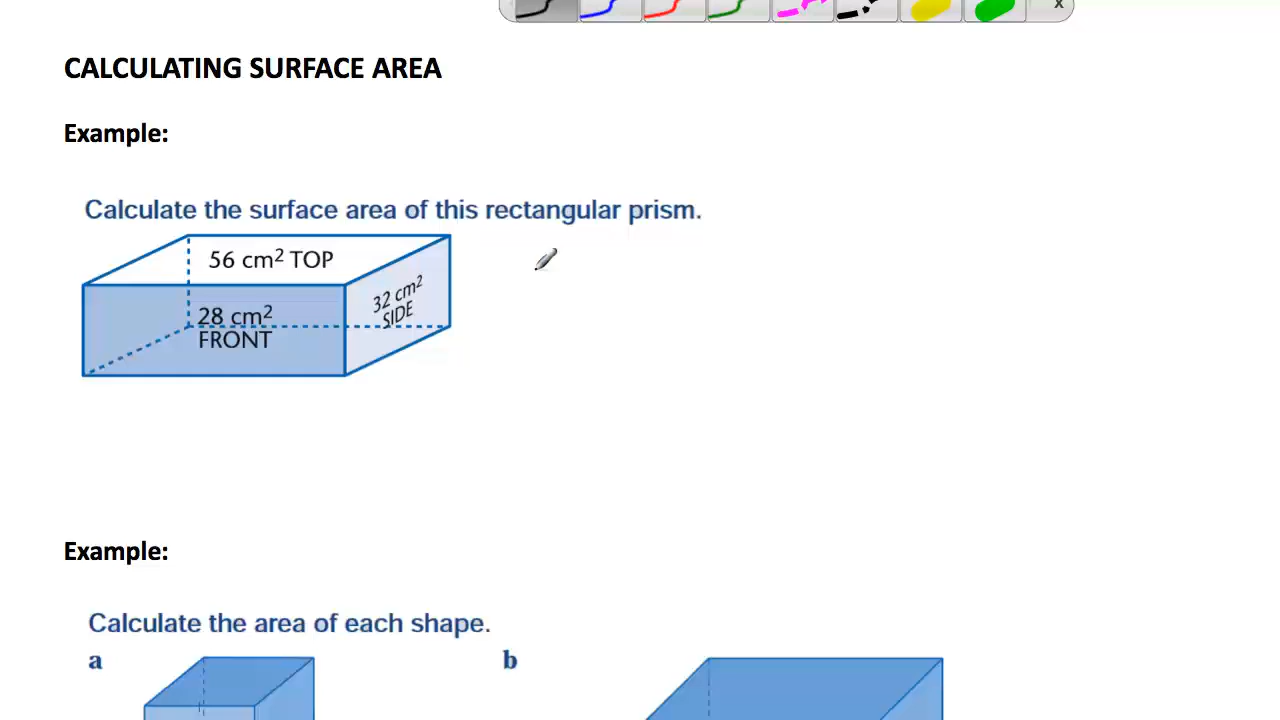 x
CALCULATING SURFACE AREA
Example:
Calculate the surface area of this rectangular prism.
56 cm² TOP
28 cm²
FRONT
32 cm²
SIDE
Example:
Calculate the area of each shape.
a
b